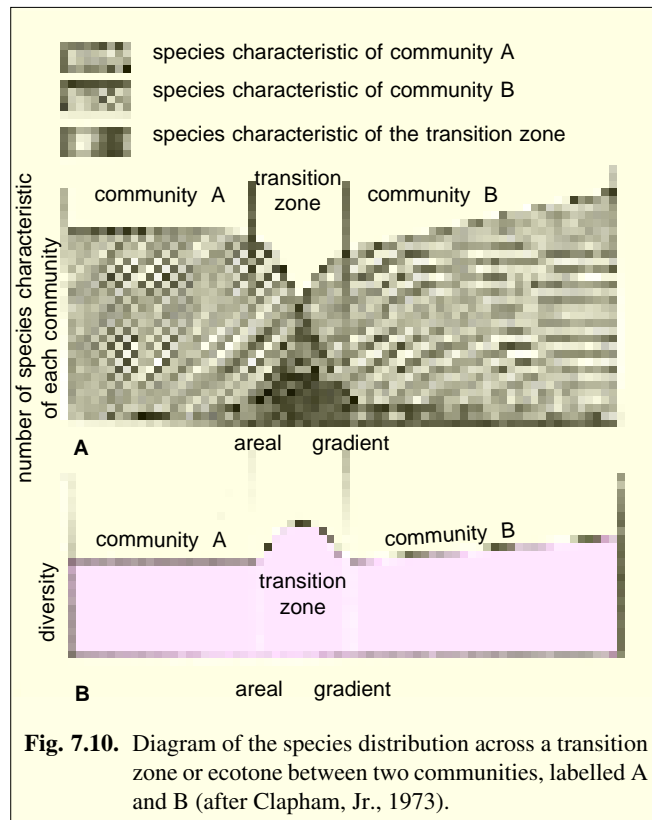 species characteristic of community A
species characteristic of community B
species characteristic of the transition zone
number of species characteristic
of each community
community A
transition
zone
community B
A
areal gradient
diversity
community A
transition
zone
community B
B
areal gradient
Fig. 7.10. Diagram of the species distribution across a transition
zone or ecotone between two communities, labelled A
and B (after Clapham, Jr., 1973).